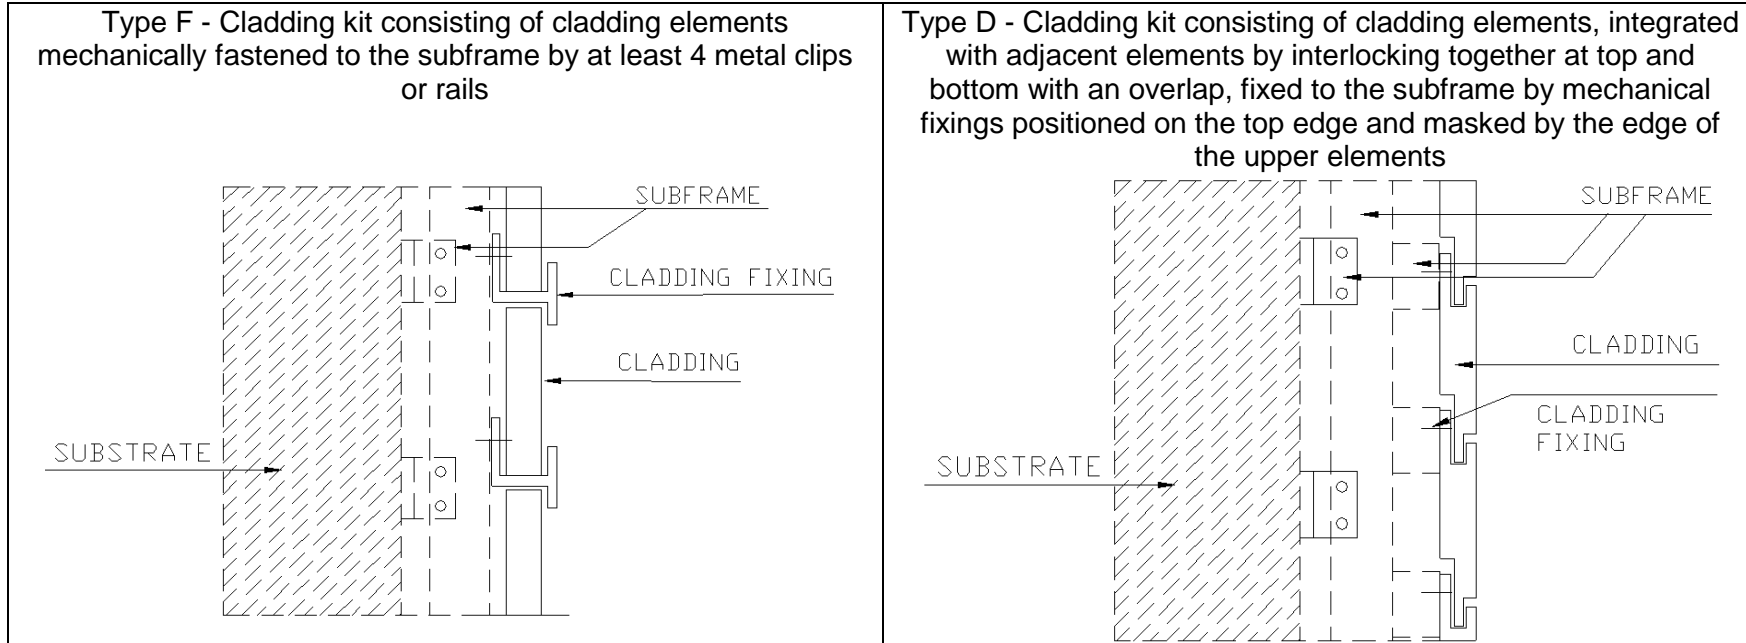 Type F - Cladding kit consisting of cladding elements
mechanically fastened to the subframe by at least 4 metal clips
or rails
SUBFRAME
CLADDING FIXING
CLADDING
SUBSTRATE
Type D - Cladding kit consisting of cladding elements, integrated
with adjacent elements by interlocking together at top and
bottom with an overlap, fixed to the subframe by mechanical
fixings positioned on the top edge and masked by the edge of
the upper elements
SUBFRAME
CLADDING
CLADDING
FIXING
SUBSTRATE